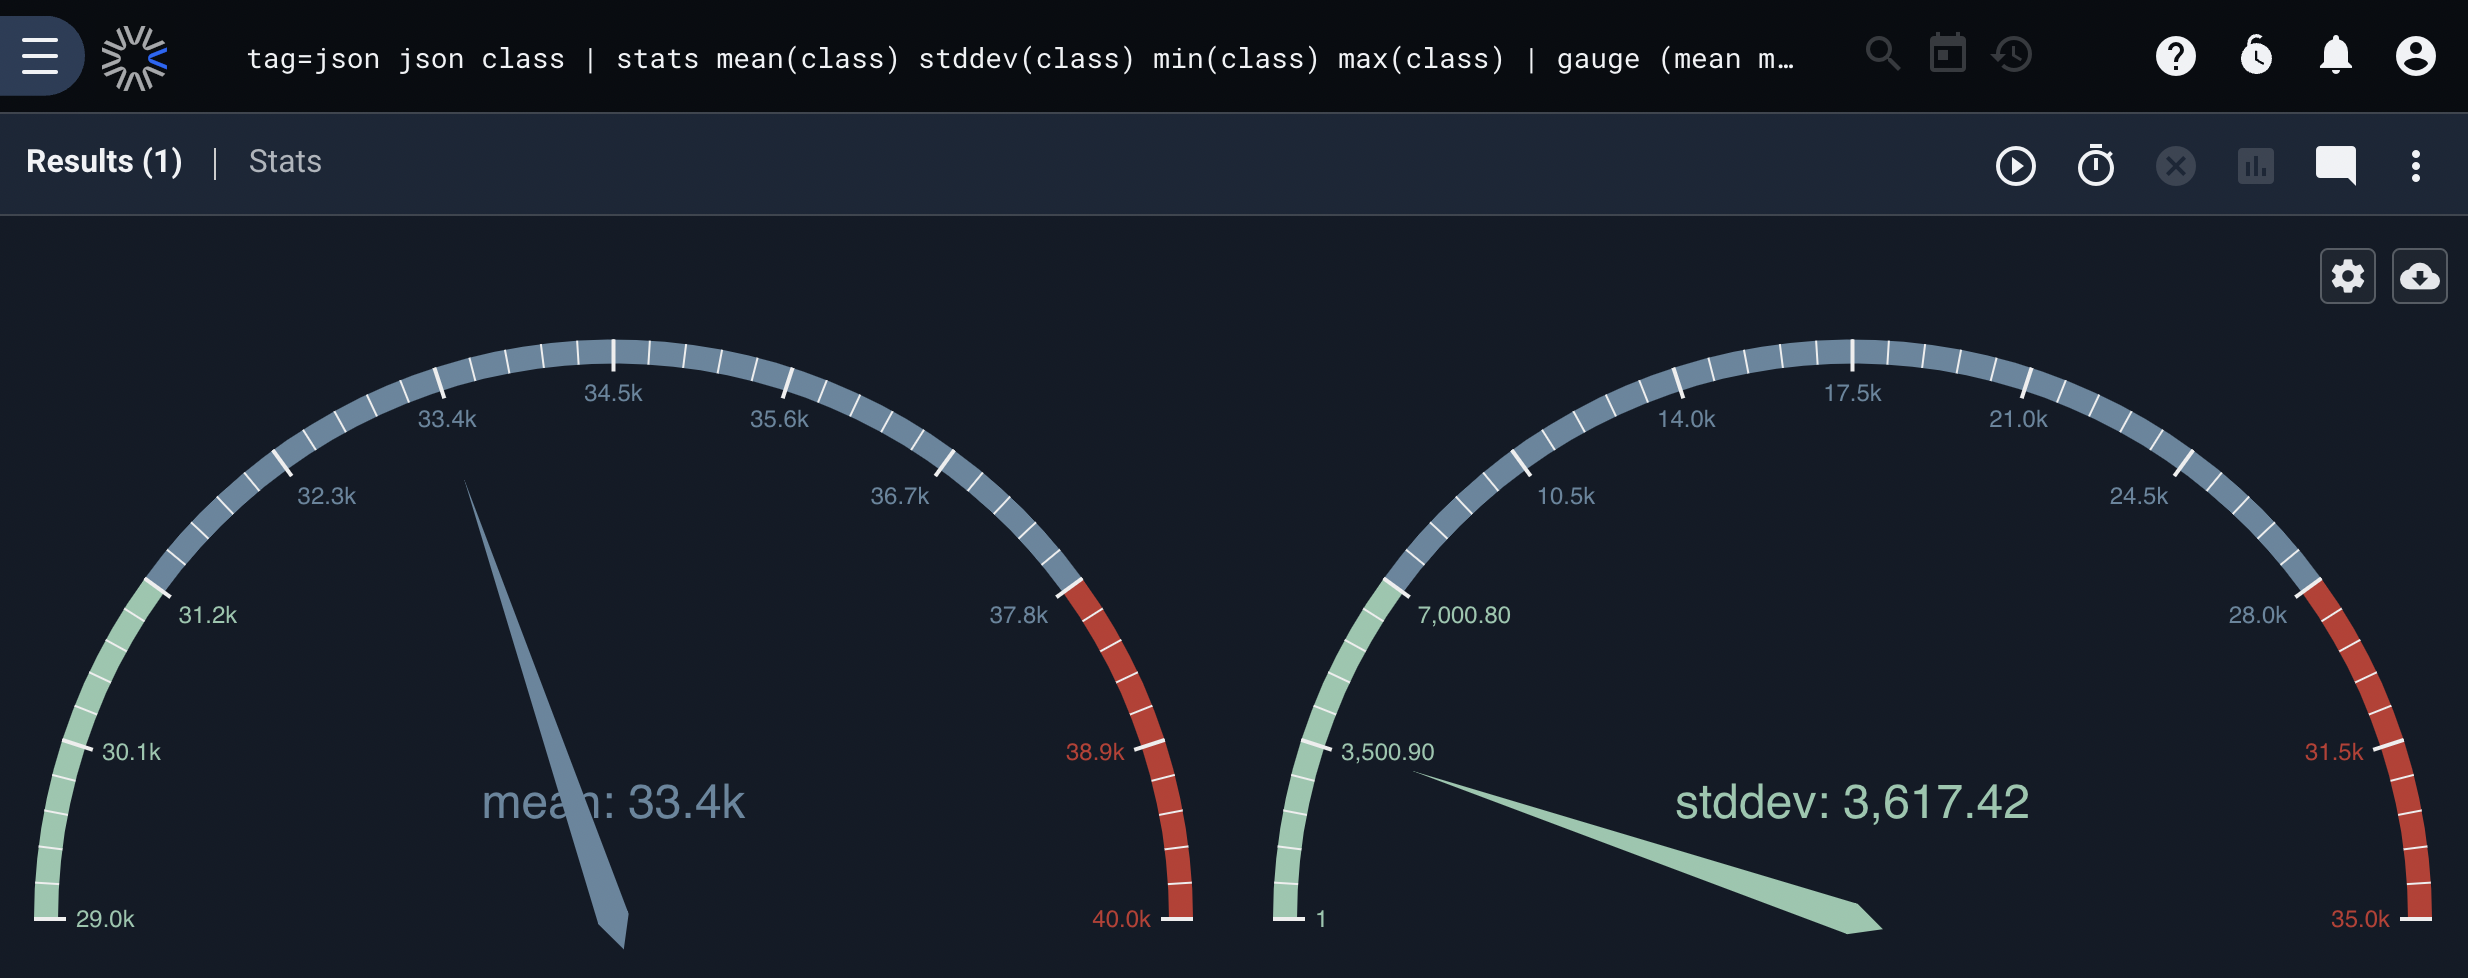 tag=json json class | stats mean(class) stddev(class) min(class) max(class) | gauge (mean m…
Results (1) | Stats
34.5k
33.4k
35.6k
32.3k
36.7k
31.2k
37.8k
30.1k
38.9k
mean: 33.4k
29.0k
40.0k
17.5k
14.0k
21.0k
10.5k
24.5k
7,000.80
28.0k
3,500.90
31.5k
stddev: 3,617.42
1
35.0k